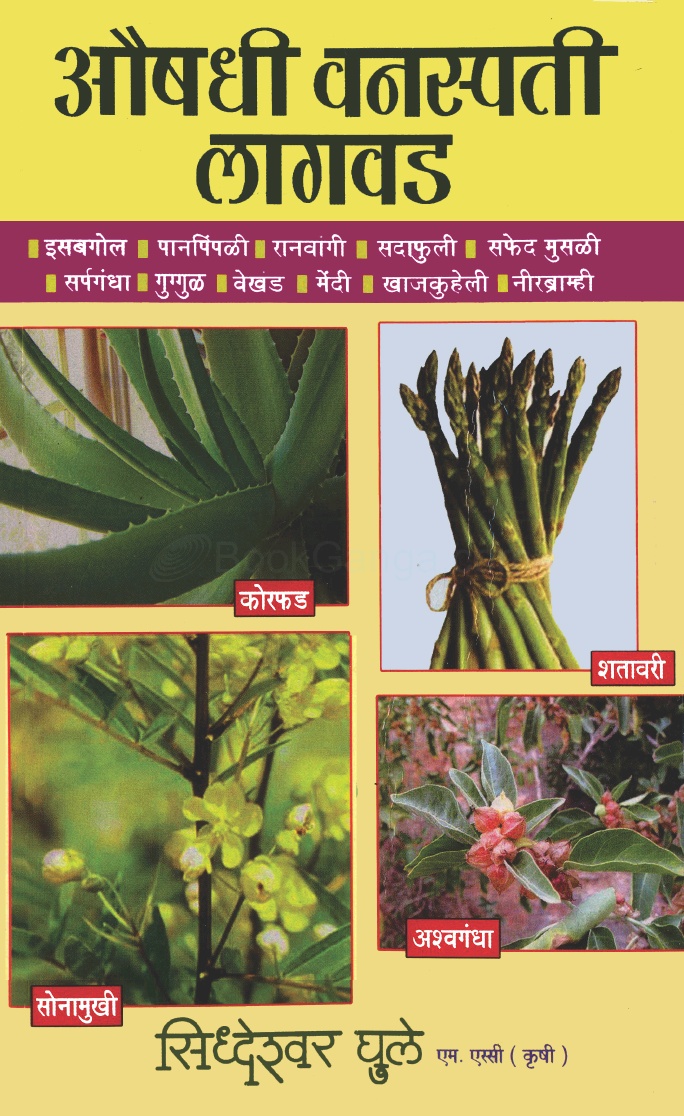 औषधी वनस्पती
लागवड
इसबगोल पानपिंपळी रानवांगी सदाफुली सफेद मुसळी
सर्पगंधा गुग्गुळ वेखंड मेंदी खाजकुहेली नीरब्राम्ही
BookGanga
कोरफड
शतावरी
अश्वगंधा
सोनामुखी
सिध्देश्वर घुले एम. एस्सी ( कृषी )